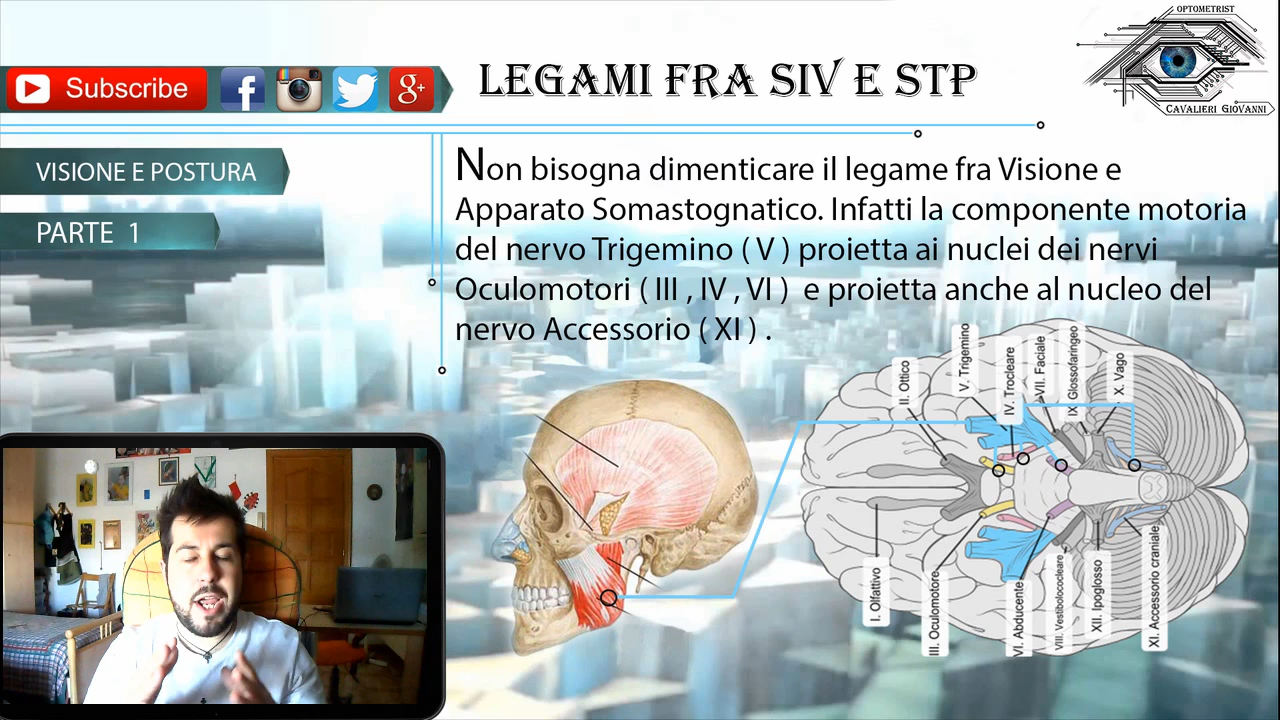 OPTOMETRIST
CAVALIERI GIOVANNI
Subscribe
LEGAMI FRA SIV E STP
VISIONE E POSTURA
PARTE 1
Non bisogna dimenticare il legame fra Visione e
Apparato Somastognatico. Infatti la componente motoria
del nervo Trigemino ( V ) proietta ai nuclei dei nervi
Oculomotori ( III , IV , VI ) e proietta anche al nucleo del
nervo Accessorio ( XI ) .
II. Ottico
V. Trigemino
IV. Trocleare
VII. Faciale
IX Glossofaringeo
X. Vago
I. Olfattivo
III. Oculomotore
VI. Abducente
VIII. Vestibolococleare
XII. Ipoglosso
XI. Accessorio craniale